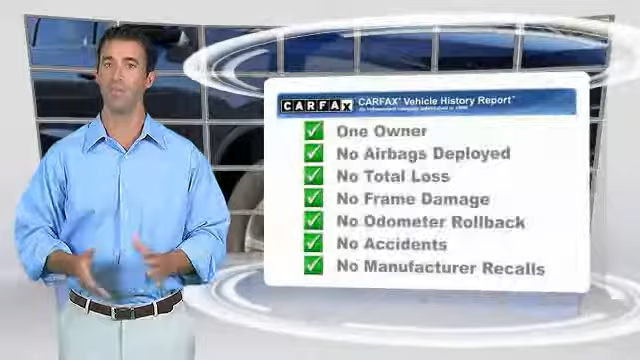 CARFAX CARFAX® Vehicle History Report™
One Owner
No Airbags Deployed
No Total Loss
No Frame Damage
No Odometer Rollback
No Accidents
No Manufacturer Recalls